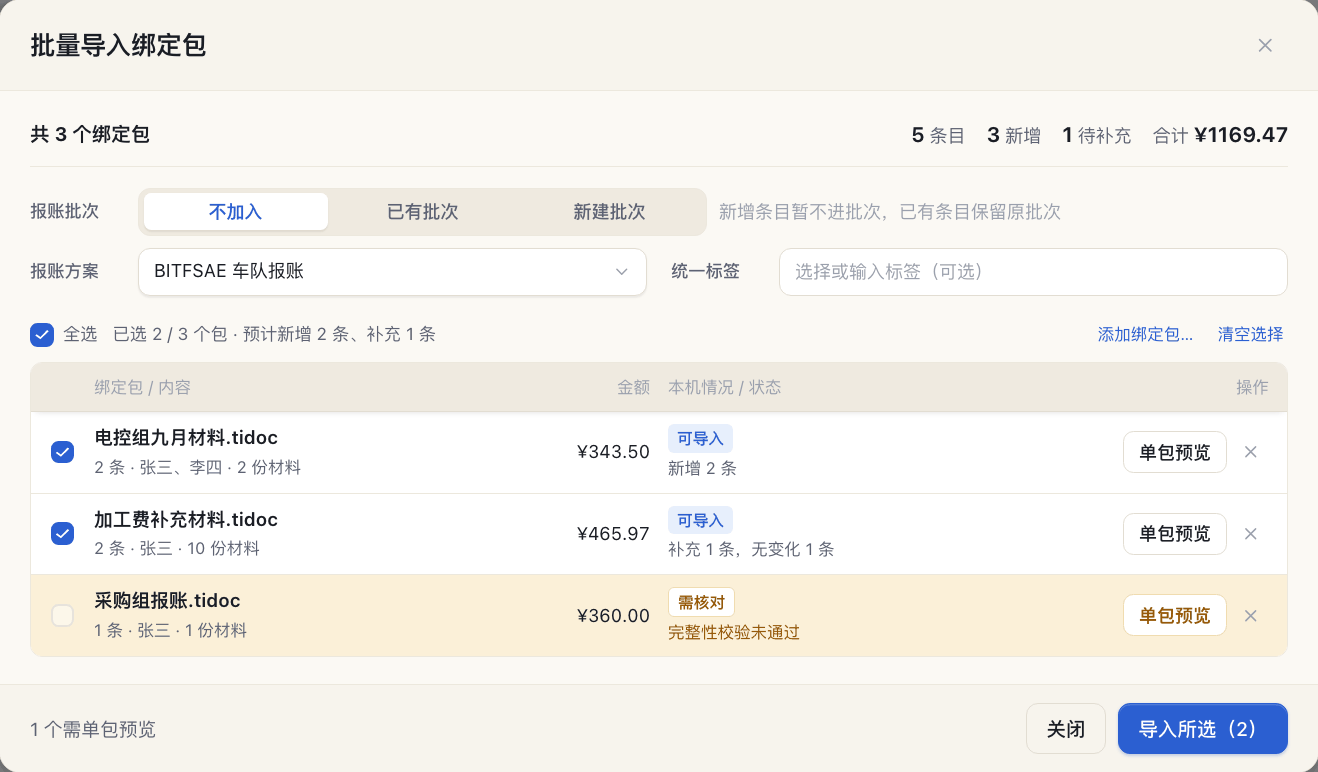 批量导入绑定包
共 3 个绑定包
5 条目 3 新增 1 待补充 合计 ¥1169.47
报账批次 不加入 已有批次 新建批次 新增条目暂不进批次，已有条目保留原批次
报账方案 BITFSAE 车队报账 统一标签 选择或输入标签（可选）
全选 已选 2 / 3 个包 · 预计新增 2 条、补充 1 条 添加绑定包... 清空选择
绑定包 / 内容 金额 本机情况 / 状态 操作
电控组九月材料.tidoc
2 条 · 张三、李四 · 2 份材料
¥343.50
可导入
新增 2 条
单包预览
加工费补充材料.tidoc
2 条 · 张三 · 10 份材料
¥465.97
可导入
补充 1 条，无变化 1 条
单包预览
采购组报账.tidoc
1 条 · 张三 · 1 份材料
¥360.00
需核对
完整性校验未通过
单包预览
1 个需单包预览
关闭 导入所选（2）